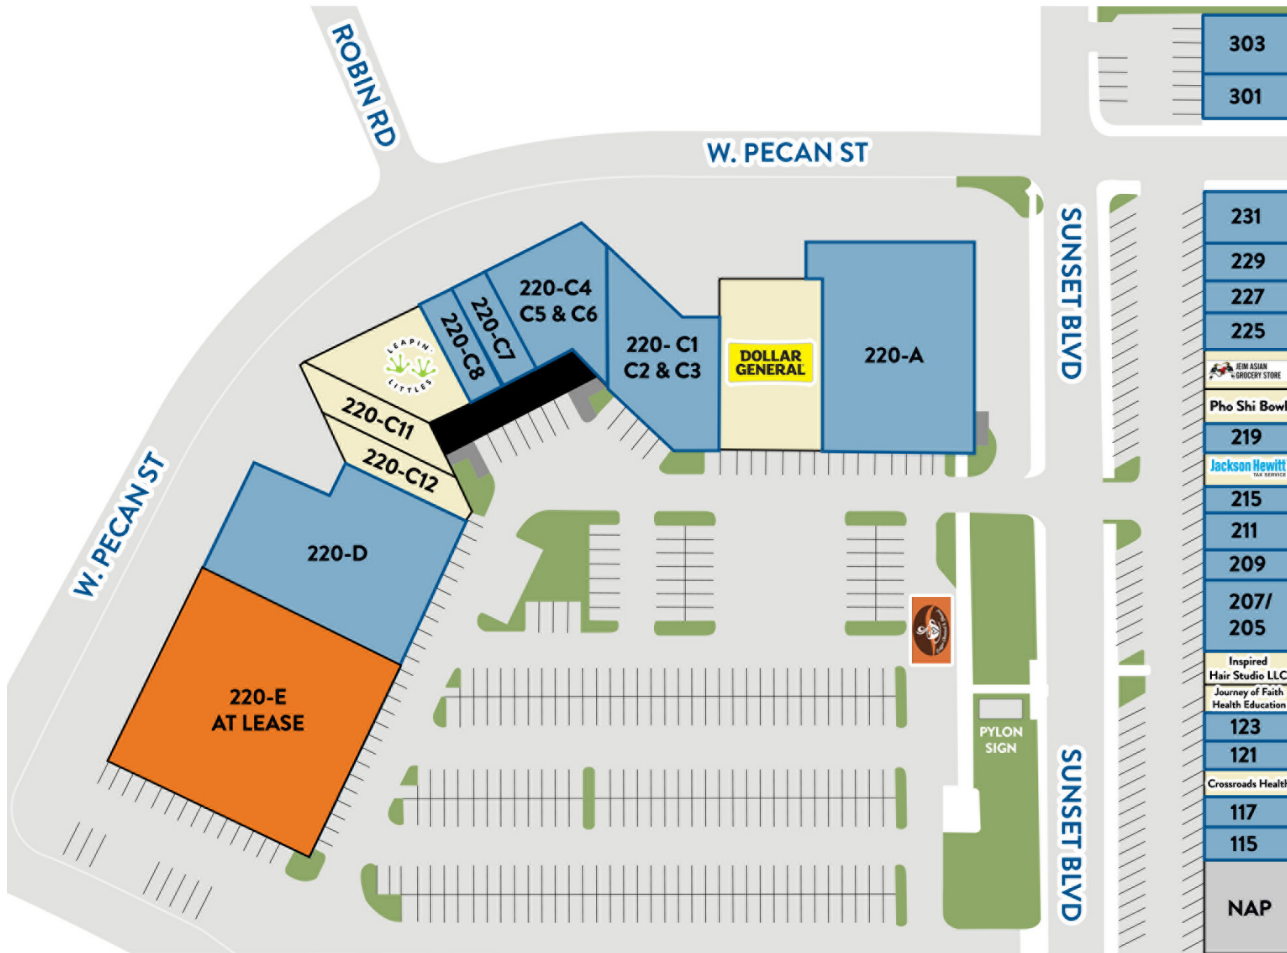 ROBIN RD
W. PECAN ST
SUNSET BLVD
303
301
231
229
227
225
JEIM ASIAN
GROCERY STORE
Pho Shi Bowl
219
Jackson Hewitt
TAX SERVICE
215
211
209
207/
205
Inspired
Hair Studio LLC
Journey of Faith
Health Education
123
121
Crossroads Health
117
115
NAP
220-C4
C5 & C6
220-C7
220-C8
220- C1
C2 & C3
DOLLAR
GENERAL
220-A
LEAPIN'
LITTLES
220-C11
220-C12
220-D
220-E
AT LEASE
W. PECAN ST
PYLON
SIGN
SUNSET BLVD